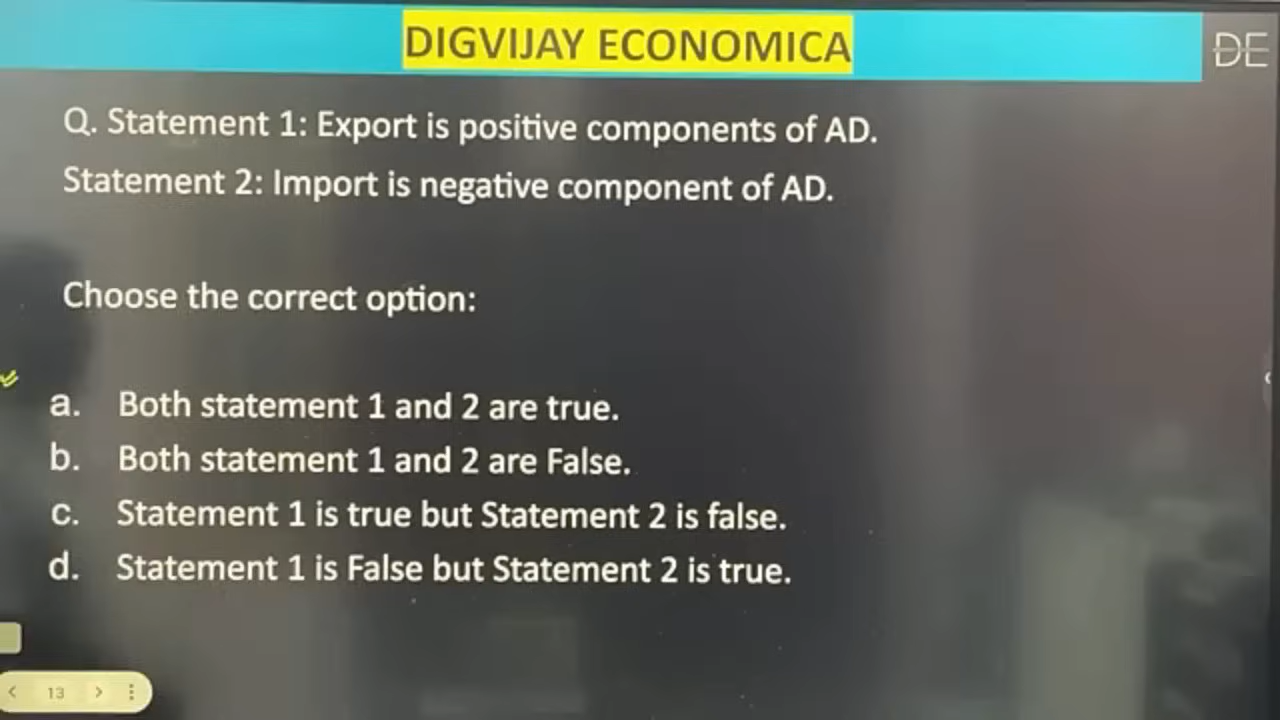 DIGVIJAY ECONOMICA
DE
Q. Statement 1: Export is positive components of AD.
Statement 2: Import is negative component of AD.
Choose the correct option:
a. Both statement 1 and 2 are true.
b. Both statement 1 and 2 are False.
c. Statement 1 is true but Statement 2 is false.
d. Statement 1 is False but Statement 2 is true.
13